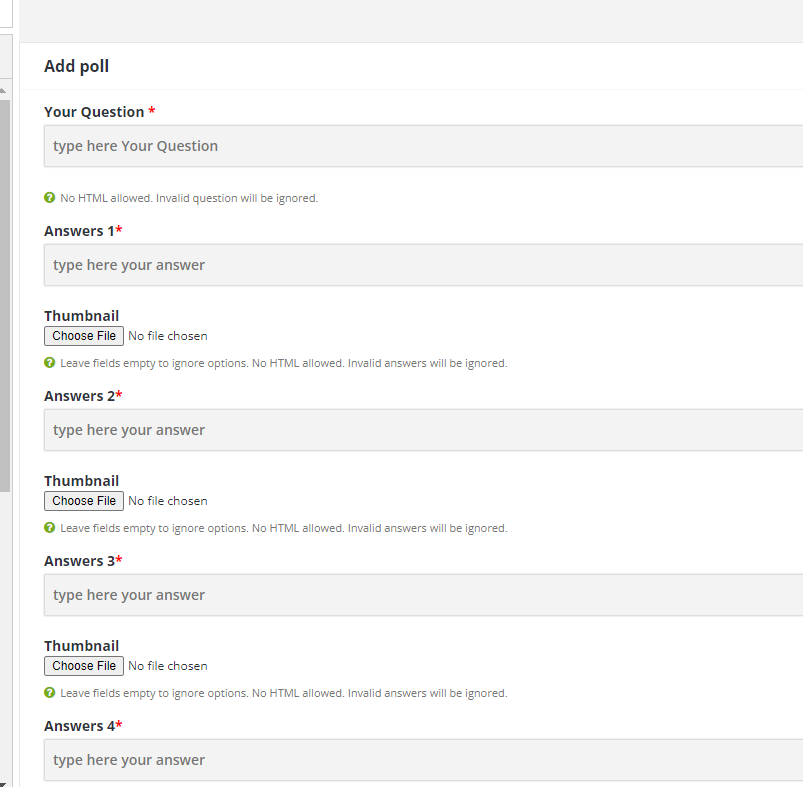 Add poll
Your Question *
type here Your Question
No HTML allowed. Invalid question will be ignored.
Answers 1*
type here your answer
Thumbnail
Choose File No file chosen
Leave fields empty to ignore options. No HTML allowed. Invalid answers will be ignored.
Answers 2*
type here your answer
Thumbnail
Choose File No file chosen
Leave fields empty to ignore options. No HTML allowed. Invalid answers will be ignored.
Answers 3*
type here your answer
Thumbnail
Choose File No file chosen
Leave fields empty to ignore options. No HTML allowed. Invalid answers will be ignored.
Answers 4*
type here your answer